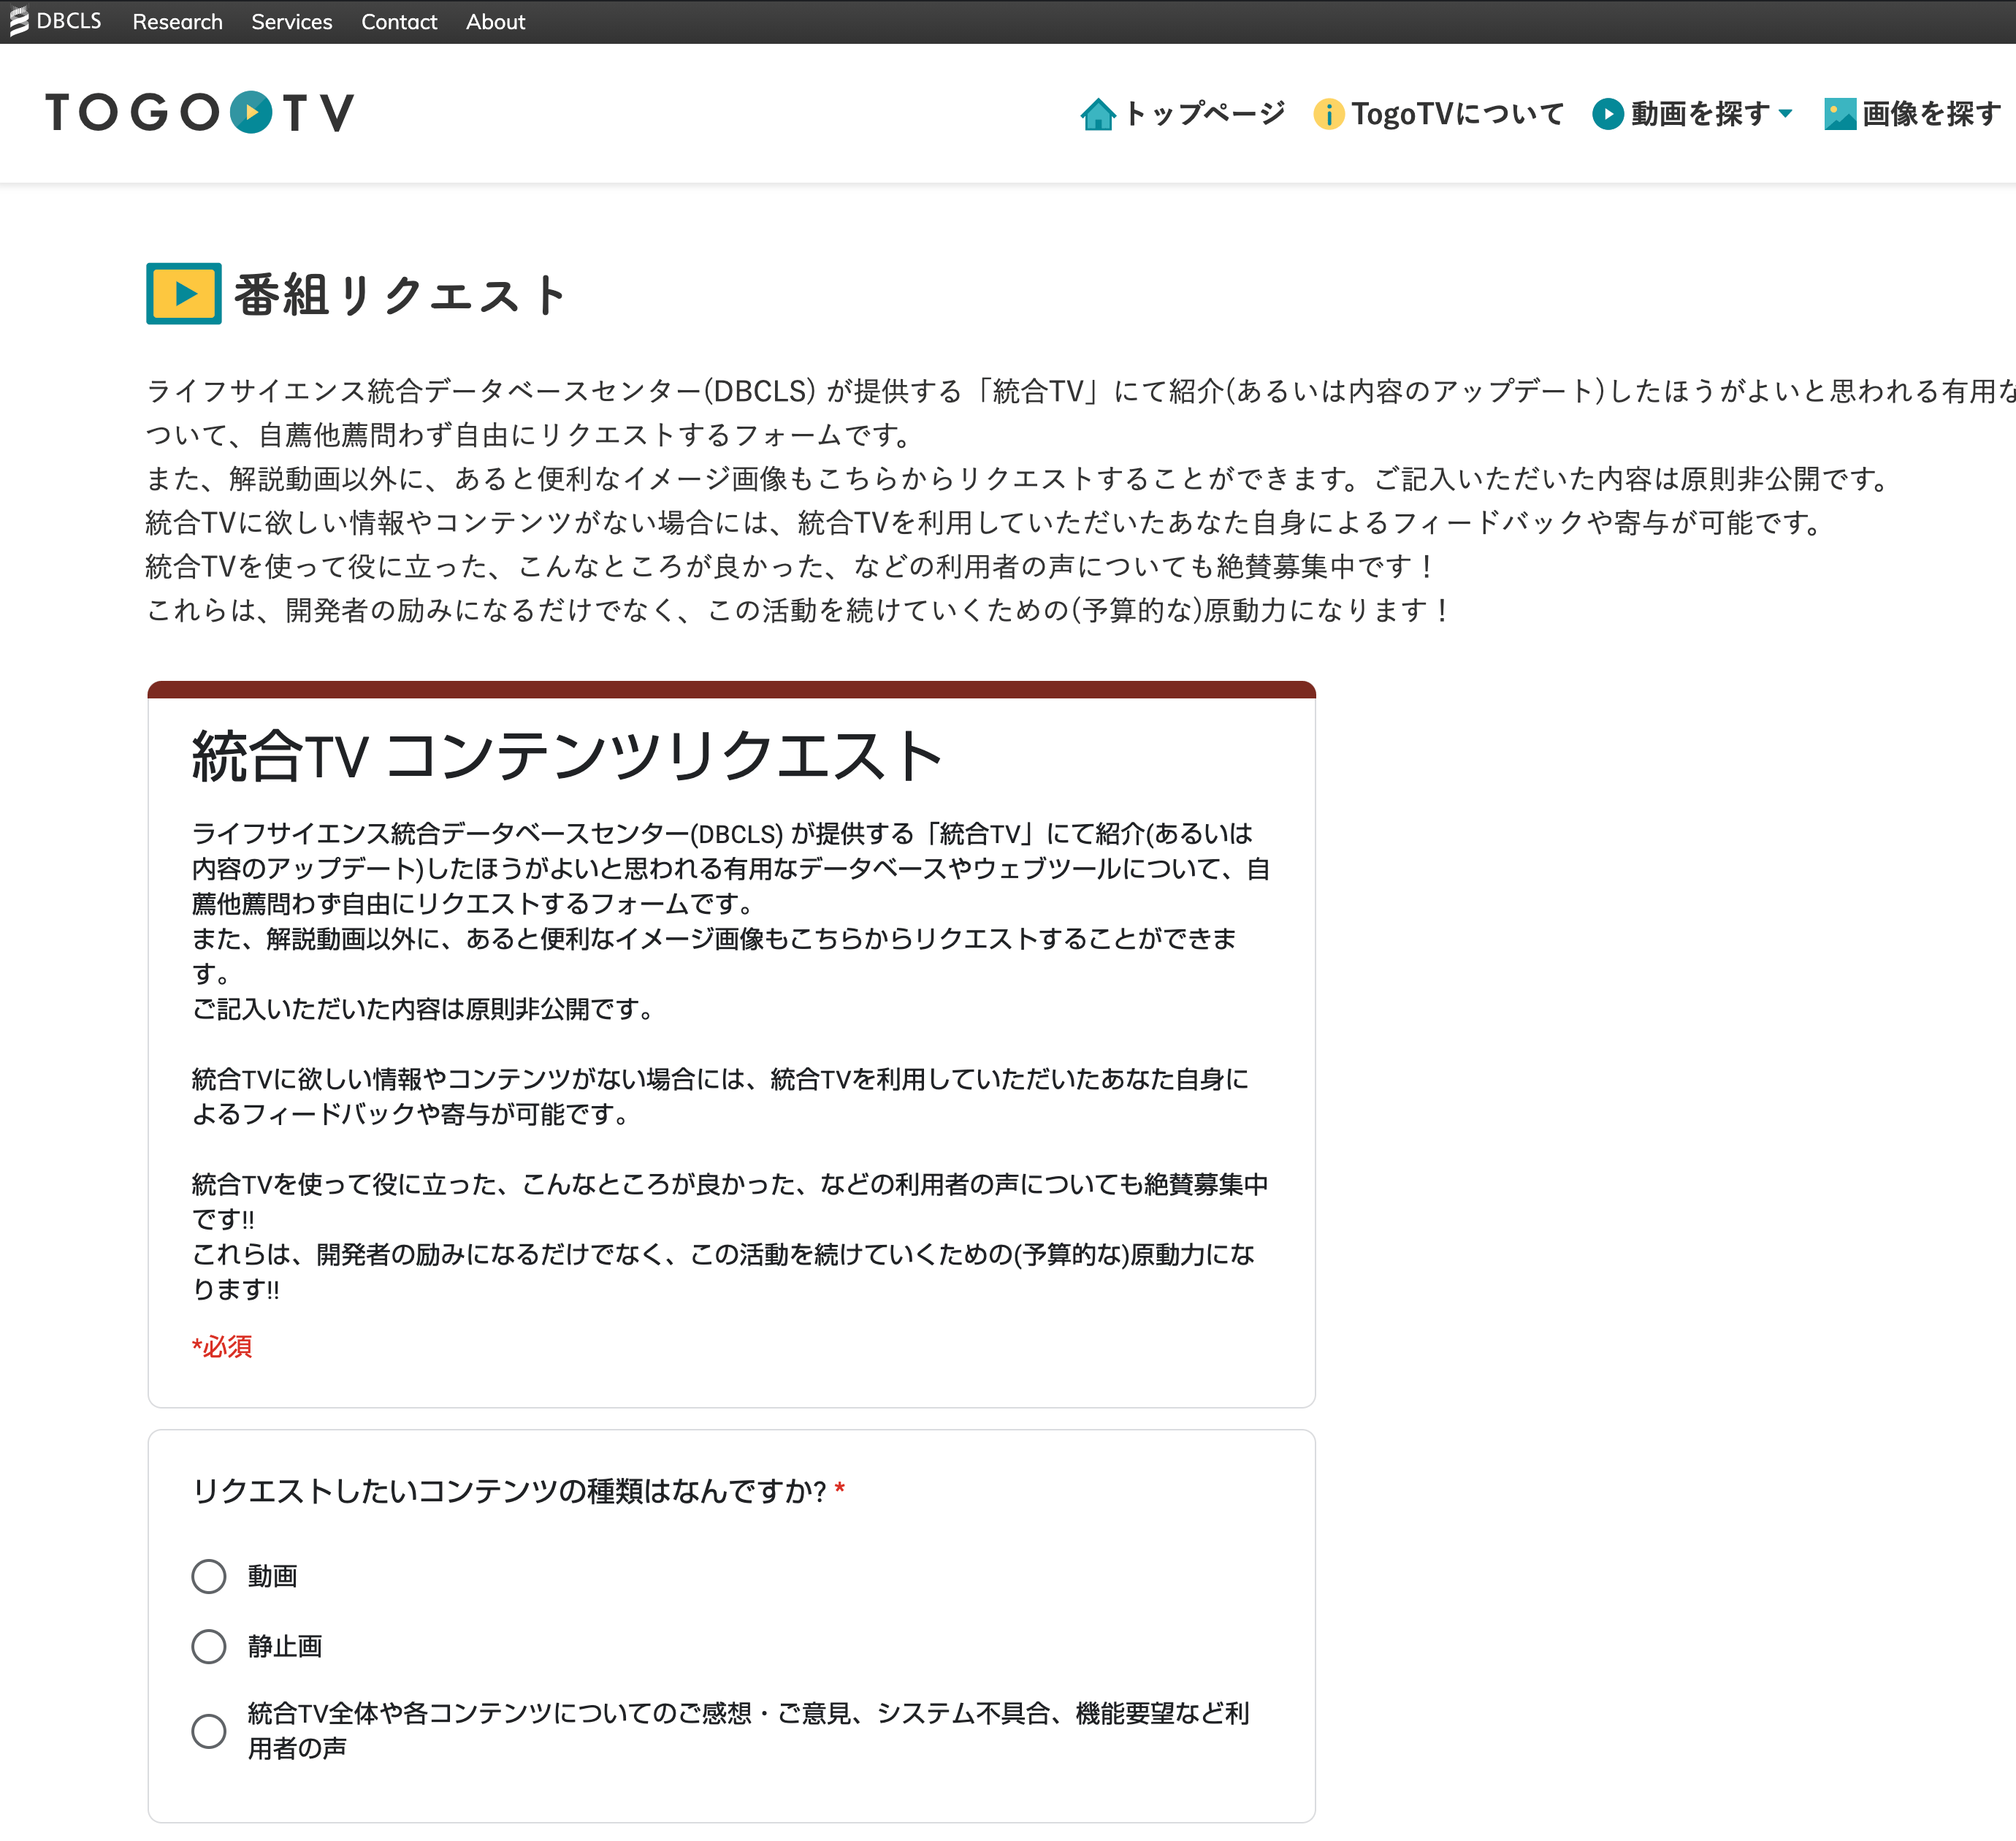 DBCLS Research Services Contact About
TOGO TV
トップページ TogoTVについて 動画を探す 画像を探す
番組リクエスト
ライフサイエンス統合データベースセンター(DBCLS) が提供する「統合TV」にて紹介(あるいは内容のアップデート)したほうがよいと思われる有用な
ついて、自薦他薦問わず自由にリクエストするフォームです。
また、解説動画以外に、あると便利なイメージ画像もこちらからリクエストすることができます。ご記入いただいた内容は原則非公開です。
統合TVに欲しい情報やコンテンツがない場合には、統合TVを利用していただいたあなた自身によるフィードバックや寄与が可能です。
統合TVを使って役に立った、こんなところが良かった、などの利用者の声についても絶賛募集中です！
これらは、開発者の励みになるだけでなく、この活動を続けていくための(予算的な)原動力になります！
統合TV コンテンツリクエスト
ライフサイエンス統合データベースセンター(DBCLS) が提供する「統合TV」にて紹介(あるいは
内容のアップデート)したほうがよいと思われる有用なデータベースやウェブツールについて、自
薦他薦問わず自由にリクエストするフォームです。
また、解説動画以外に、あると便利なイメージ画像もこちらからリクエストすることができま
す。
ご記入いただいた内容は原則非公開です。
統合TVに欲しい情報やコンテンツがない場合には、統合TVを利用していただいたあなた自身に
よるフィードバックや寄与が可能です。
統合TVを使って役に立った、こんなところが良かった、などの利用者の声についても絶賛募集中
です!!
これらは、開発者の励みになるだけでなく、この活動を続けていくための(予算的な)原動力にな
ります!!
*必須
リクエストしたいコンテンツの種類はなんですか? *
動画
静止画
統合TV全体や各コンテンツについてのご感想・ご意見、システム不具合、機能要望など利
用者の声